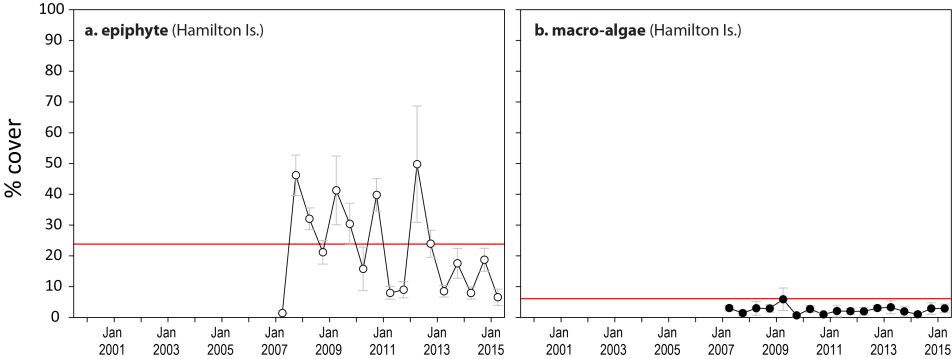 a. epiphyte (Hamilton Is.)
b. macro-algae (Hamilton Is.)
% cover
100
90
80
70
60
50
40
30
20
10
0
Jan Jan Jan Jan Jan Jan Jan Jan
2001 2003 2005 2007 2009 2011 2013 2015
Jan Jan Jan Jan Jan Jan Jan Jan
2001 2003 2005 2007 2009 2011 2013 2015